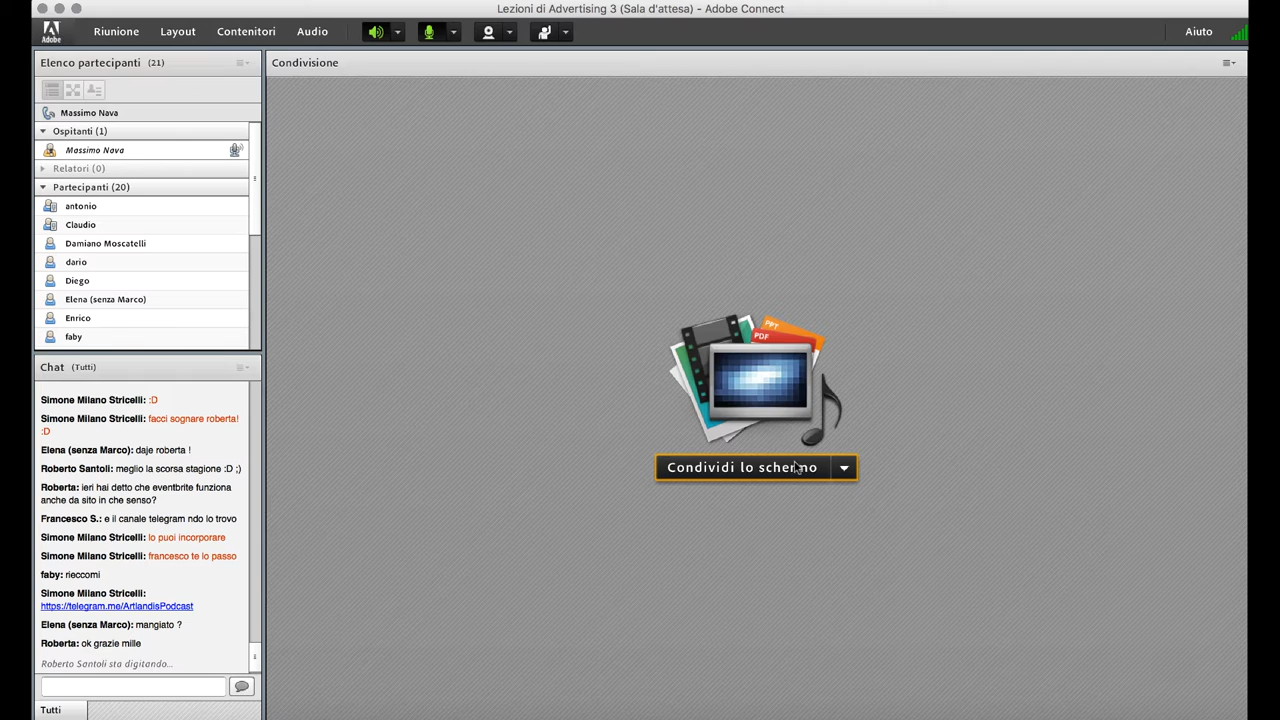 Lezioni di Advertising 3 (Sala d'attesa) - Adobe Connect
Adobe
Riunione
Layout
Contenitori
Audio
Aiuto
Elenco partecipanti (21)
Massimo Nava
Ospitanti (1)
Massimo Nava
Relatori (0)
Partecipanti (20)
antonio
Claudio
Damiano Moscatelli
dario
Diego
Elena (senza Marco)
Enrico
faby
Chat (Tutti)
Simone Milano Stricelli: :D
Simone Milano Stricelli: facci sognare roberta!
:D
Elena (senza Marco): daje roberta !
Roberto Santoli: meglio la scorsa stagione :D ;)
Roberta: ieri hai detto che eventbrite funziona
anche da sito in che senso?
Francesco S.: e il canale telegram ndo lo trovo
Simone Milano Stricelli: lo puoi incorporare
Simone Milano Stricelli: francesco te lo passo
faby: rieccomi
Simone Milano Stricelli:
https://telegram.me/ArtlandisPodcast
Elena (senza Marco): mangiato ?
Roberta: ok grazie mille
Roberto Santoli sta digitando...
Tutti
Condivisione
PPT
PDF
Condividi lo schermo